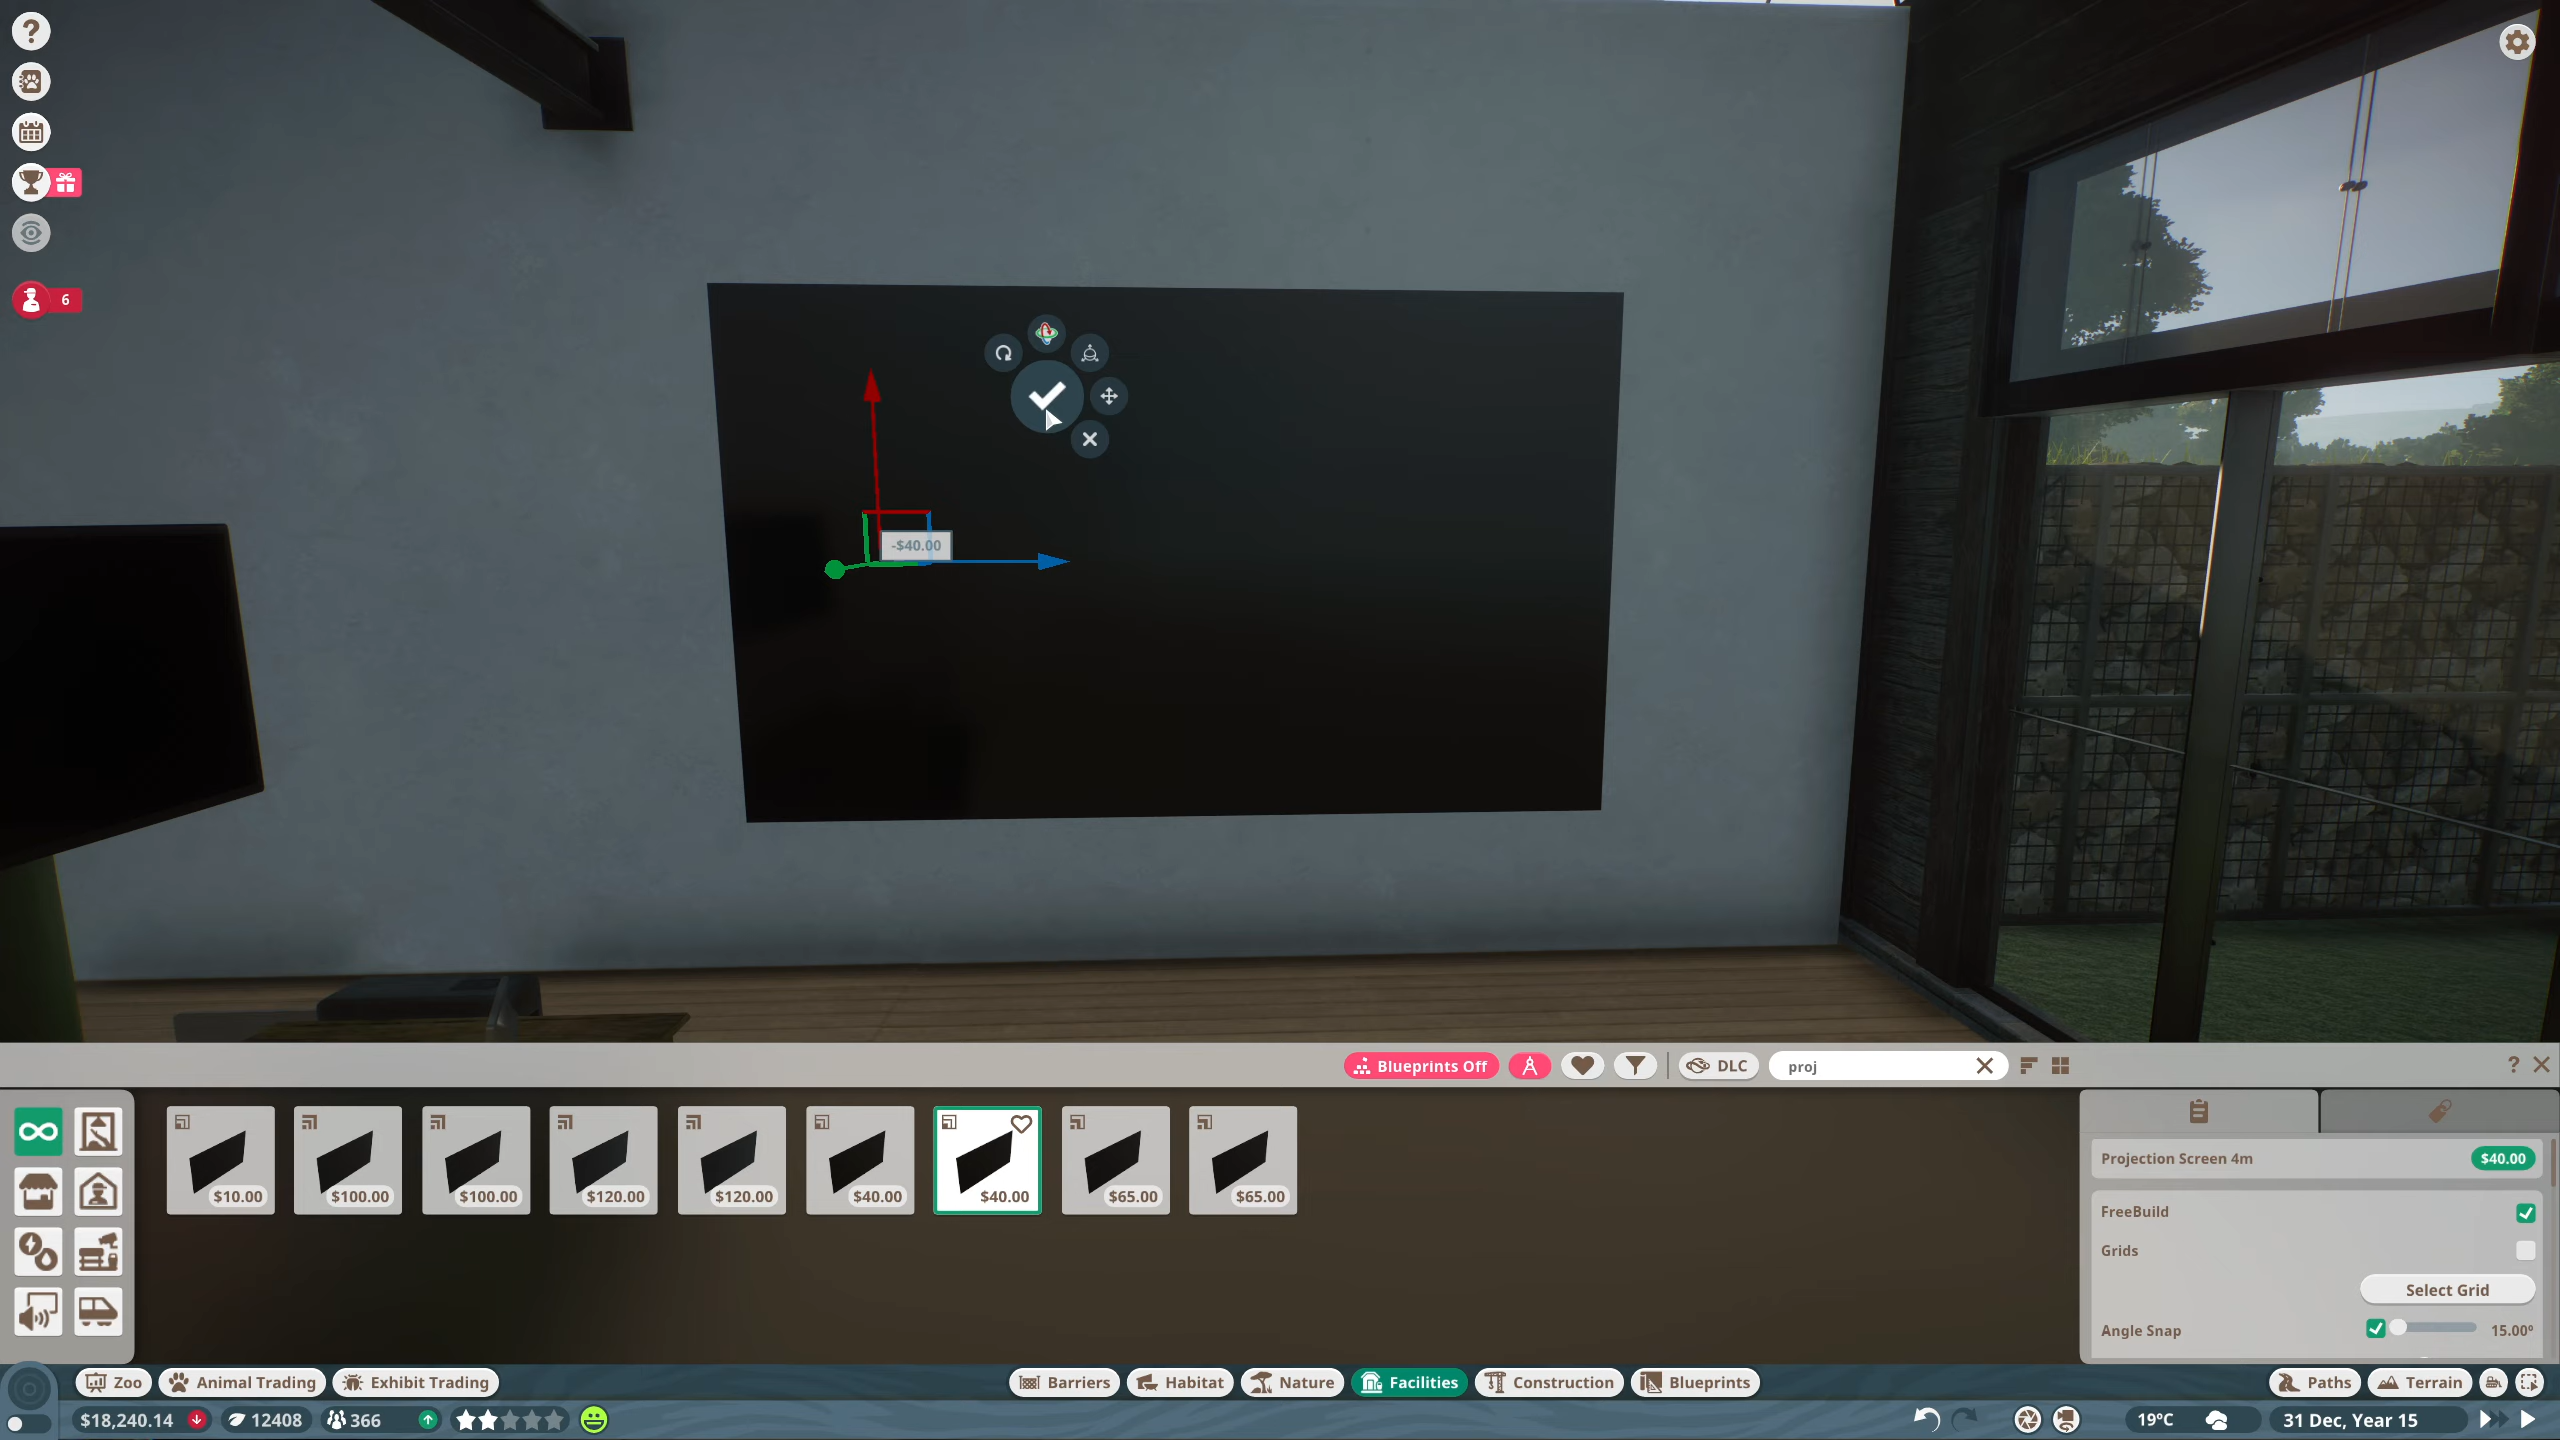 ?
6
-$40.00
Blueprints Off
DLC
proj
?
$10.00
$100.00
$100.00
$120.00
$120.00
$40.00
$40.00
$65.00
$65.00
Projection Screen 4m
$40.00
FreeBuild
Grids
Select Grid
Angle Snap
15.00°
Zoo
Animal Trading
Exhibit Trading
Barriers
Habitat
Nature
Facilities
Construction
Blueprints
Paths
Terrain
$18,240.14
12408
366
19°C
31 Dec, Year 15